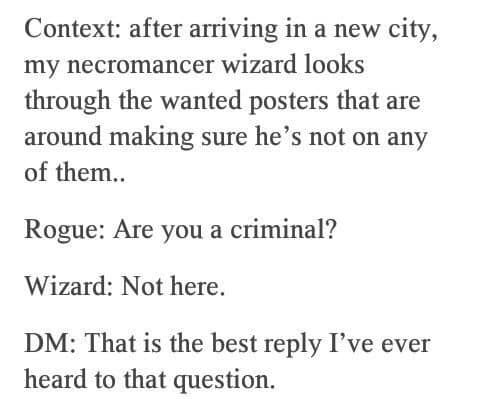 Context: after arriving in a new city,
my necromancer wizard looks
through the wanted posters that are
around making sure he’s not on any
of them..
Rogue: Are you a criminal?
Wizard: Not here.
DM: That is the best reply I’ve ever
heard to that question.